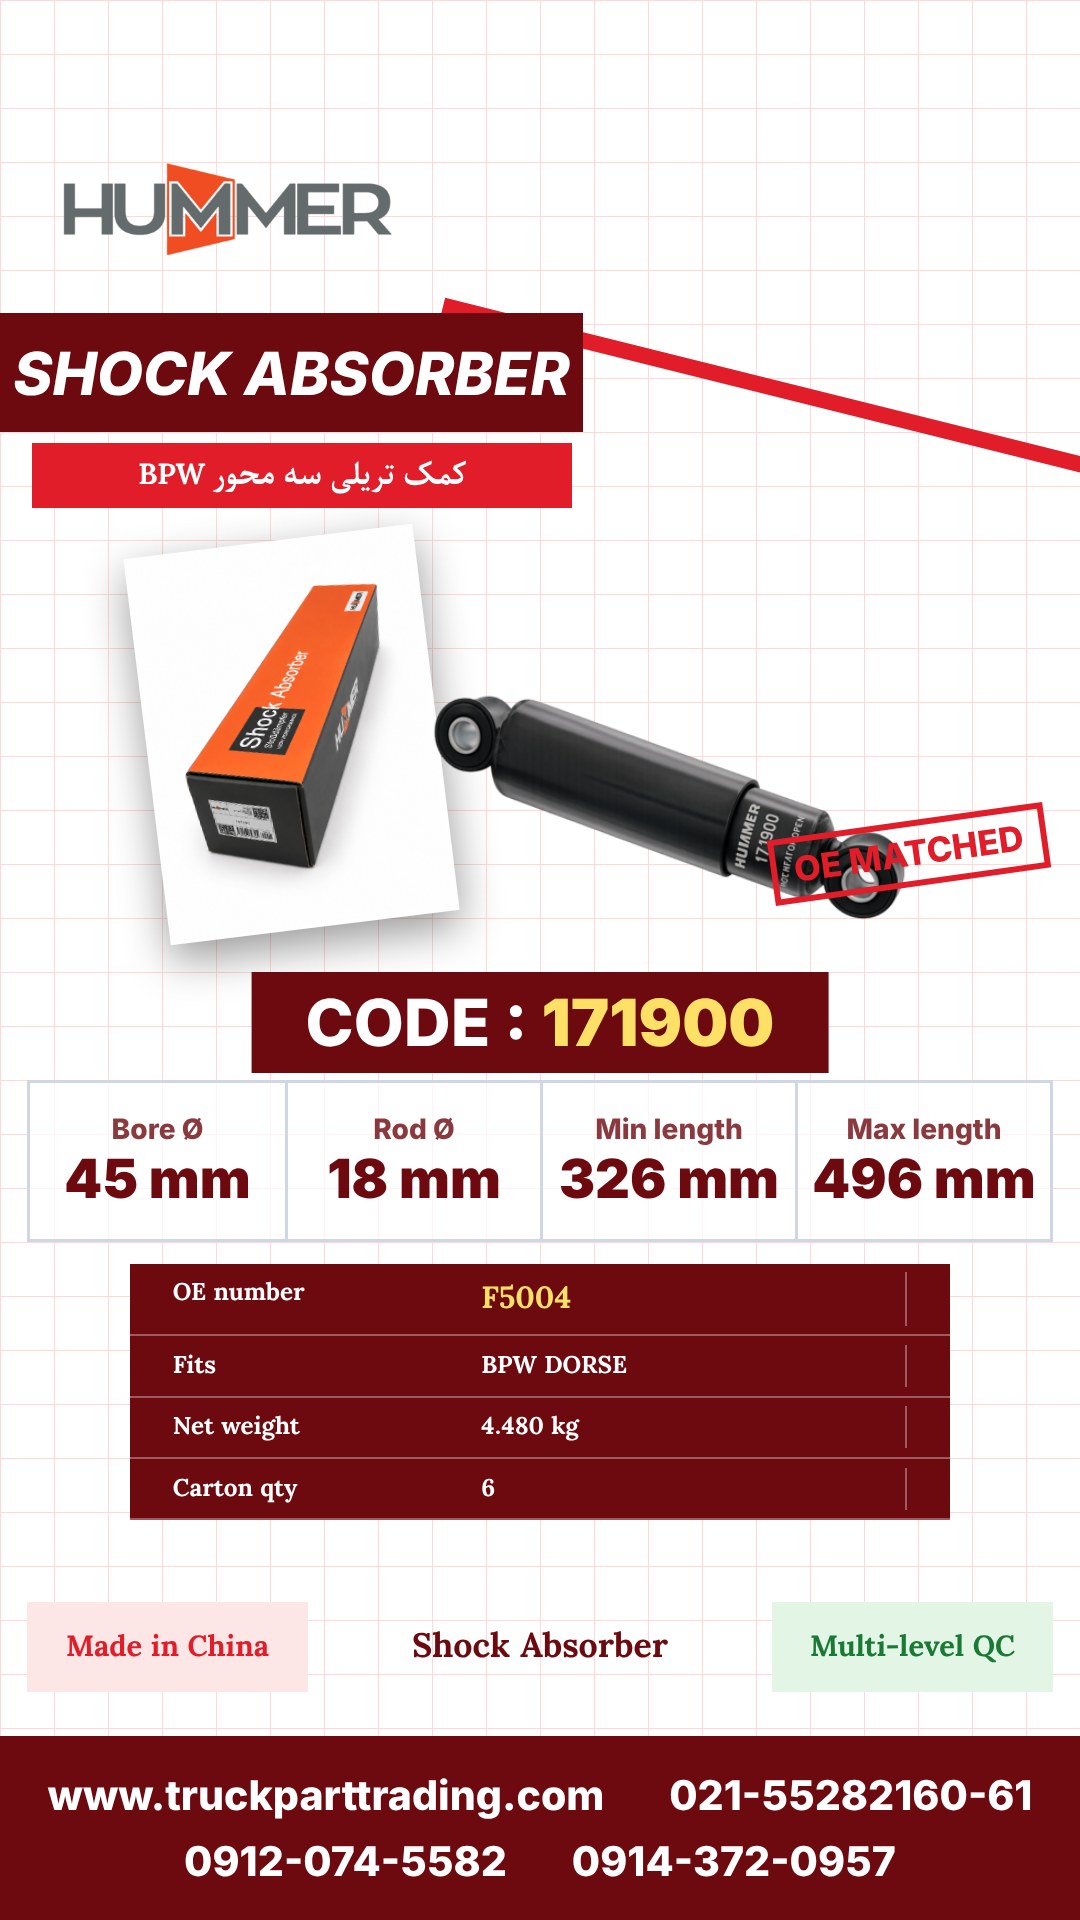 HUMMER
SHOCK ABSORBER
کمک تریلی سه محور BPW
Shock Absorber
HUMMER
HUMMER
171900
OE MATCHED
CODE : 171900
Bore Ø
45 mm
Rod Ø
18 mm
Min length
326 mm
Max length
496 mm
OE number
F5004
Fits
BPW DORSE
Net weight
4.480 kg
Carton qty
6
Made in China
Shock Absorber
Multi-level QC
www.truckparttrading.com
021-55282160-61
0912-074-5582
0914-372-0957